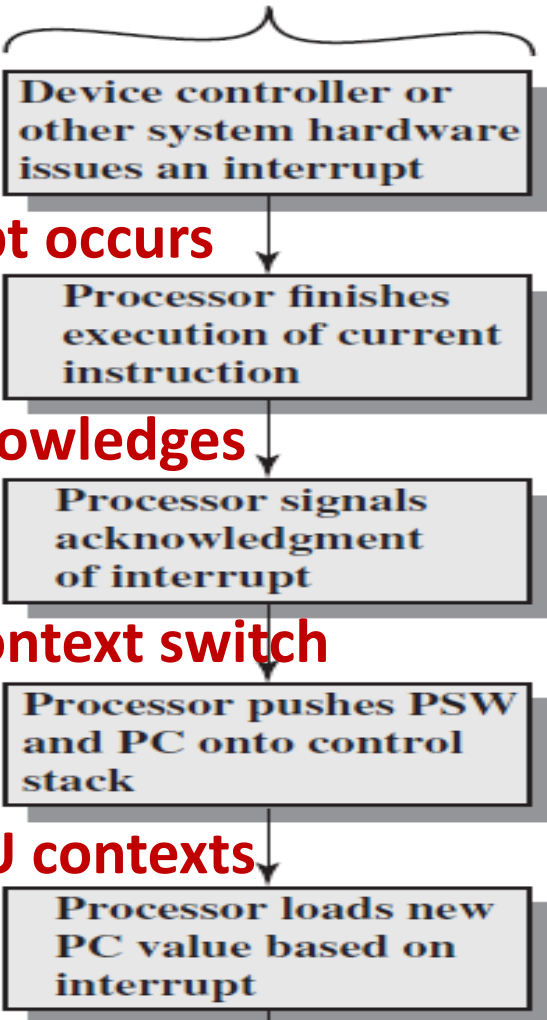 Device controller or
other system hardware
issues an interrupt
pt occurs
Processor finishes
execution of current
instruction
nowledges
Processor signals
acknowledgment
of interrupt
ontext switch
Processor pushes PSW
and PC onto control
stack
U contexts
Processor loads new
PC value based on
interrupt